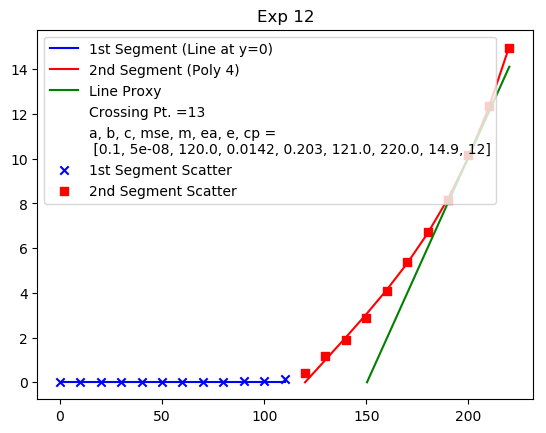 Exp 12
1st Segment (Line at y=0)
2nd Segment (Poly 4)
Line Proxy
Crossing Pt. =13
a, b, c, mse, m, ea, e, cp =
[0.1, 5e-08, 120.0, 0.0142, 0.203, 121.0, 220.0, 14.9, 12]
1st Segment Scatter
2nd Segment Scatter
14
12
10
8
6
4
2
0
0 50 100 150 200